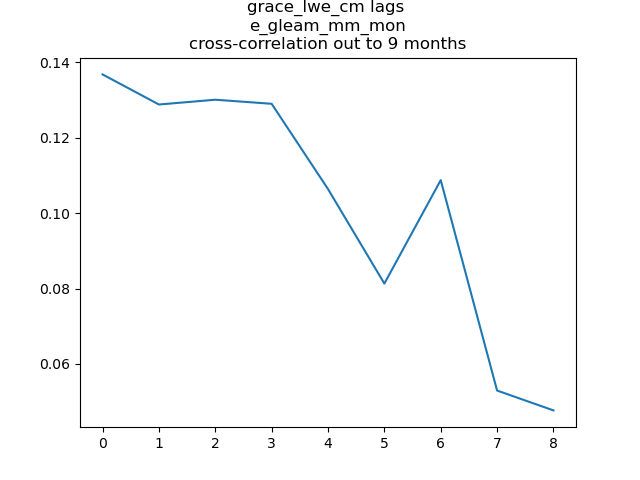 grace_lwe_cm lags
e_gleam_mm_mon
cross-correlation out to 9 months
0.14
0.12
0.10
0.08
0.06
0 1 2 3 4 5 6 7 8